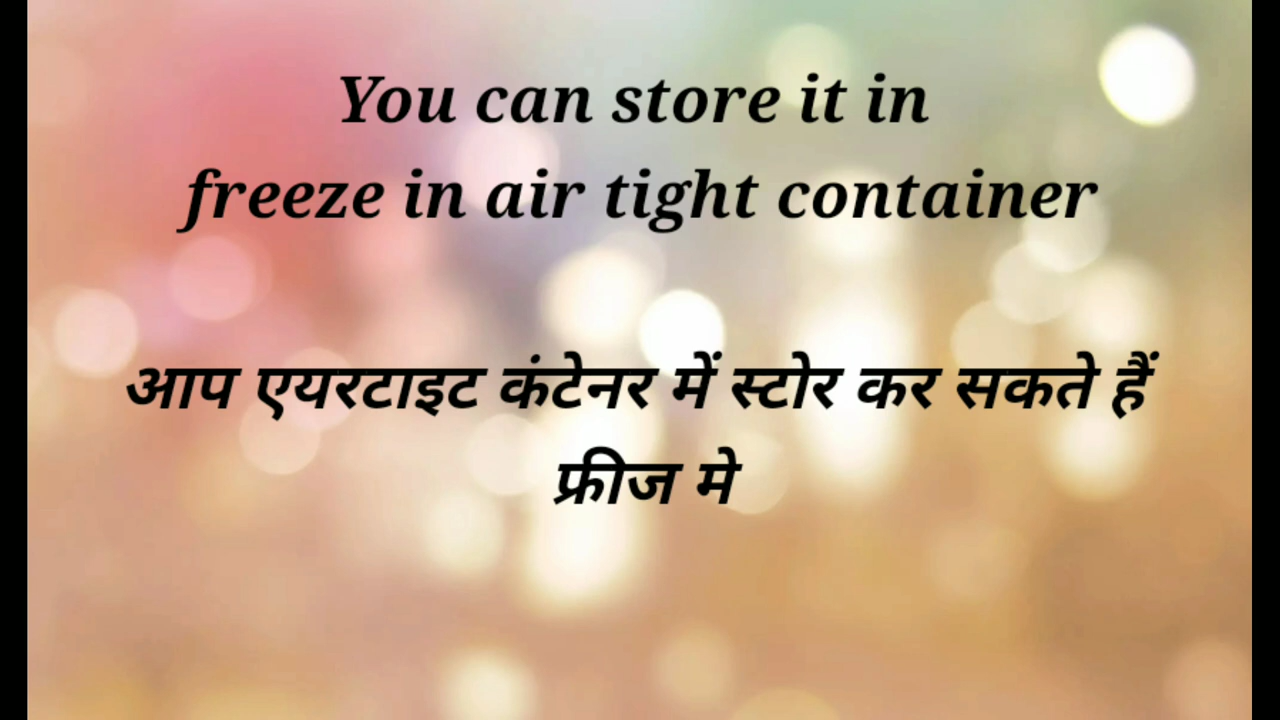 You can store it in
freeze in air tight container
आप एयरटाइट कंटेनर में स्टोर कर सकते हैं
फ्रीज मे